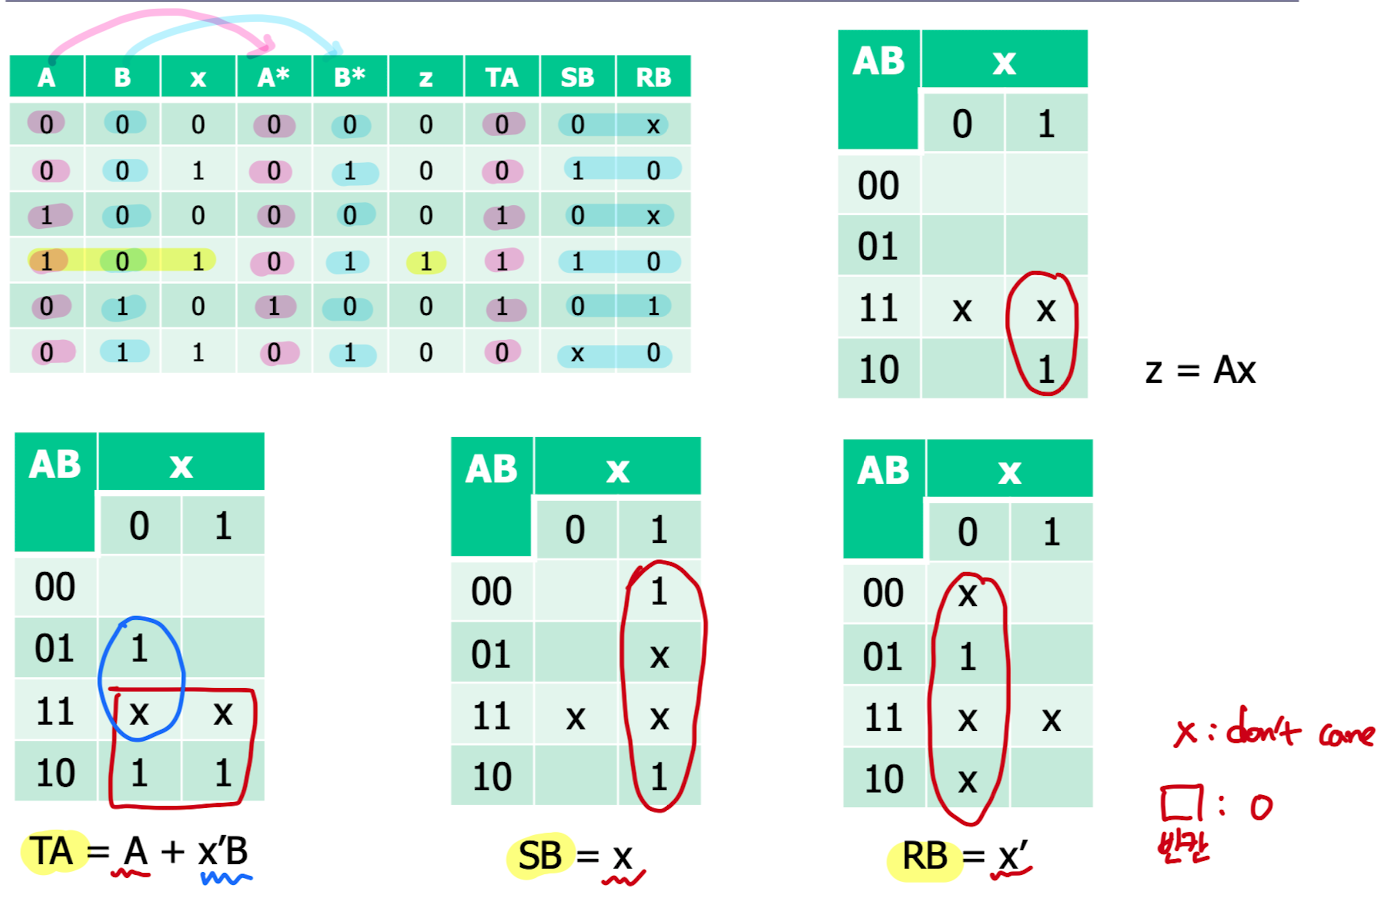 A B x A* B* z TA SB RB
0 0 0 0 0 0 0 0 x
0 0 1 0 1 0 0 1 0
1 0 0 0 0 0 1 0 x
1 0 1 0 1 1 1 1 0
0 1 0 1 0 0 1 0 1
0 1 1 0 1 0 0 x 0
AB x
0 1
00
01
11 x x
10 1
z = Ax
AB x
0 1
00
01 1
11 x x
10 1 1
TA = A + x′B
AB x
0 1
00 1
01 x
11 x x
10 1
SB = x
AB x
0 1
00 x
01 1
11 x x
10 x
RB = x′
x : don't care
□ : 0
빈칸